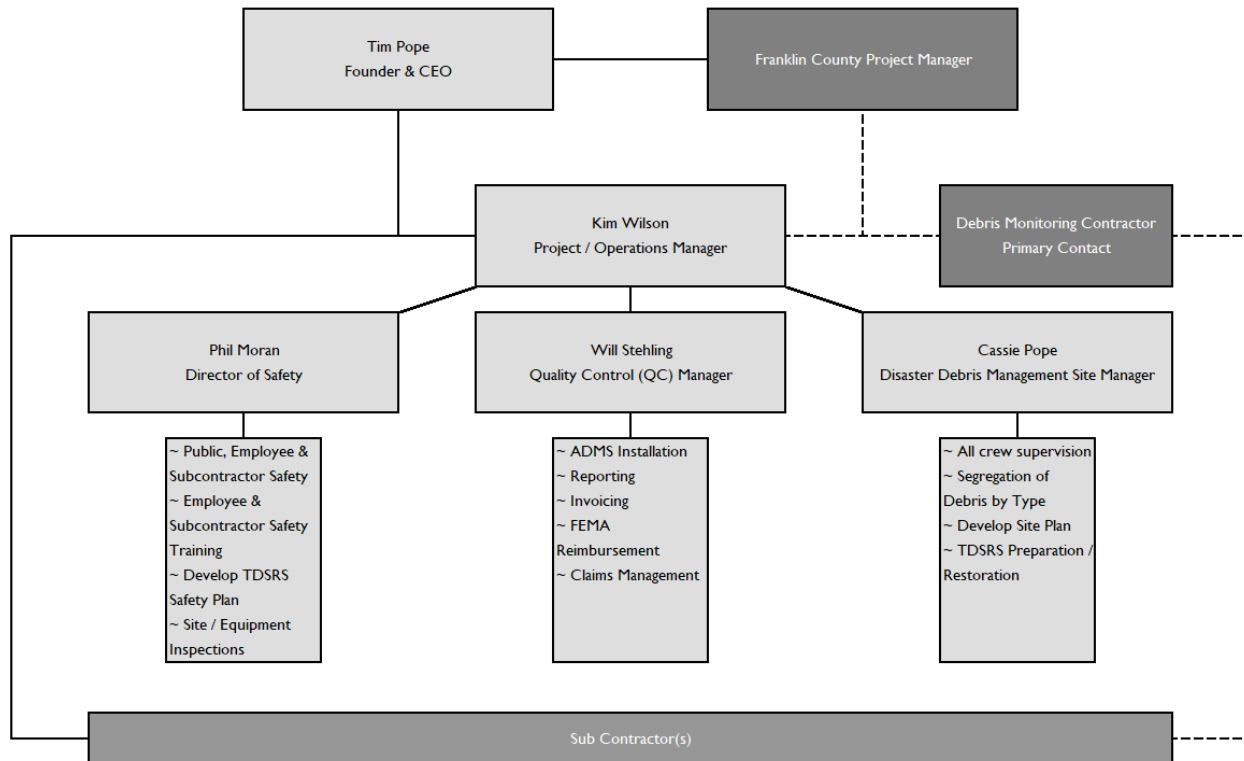 Tim Pope
Founder & CEO
Franklin County Project Manager
Kim Wilson
Project / Operations Manager
Debris Monitoring Contractor
Primary Contact
Phil Moran
Director of Safety
Will Stehling
Quality Control (QC) Manager
Cassie Pope
Disaster Debris Management Site Manager
~ Public, Employee &
Subcontractor Safety
~ Employee &
Subcontractor Safety
Training
~ Develop TDSRS
Safety Plan
~ Site / Equipment
Inspections
~ ADMS Installation
~ Reporting
~ Invoicing
~ FEMA
Reimbursement
~ Claims Management
~ All crew supervision
~ Segregation of
Debris by Type
~ Develop Site Plan
~ TDSRS Preparation /
Restoration
Sub Contractor(s)